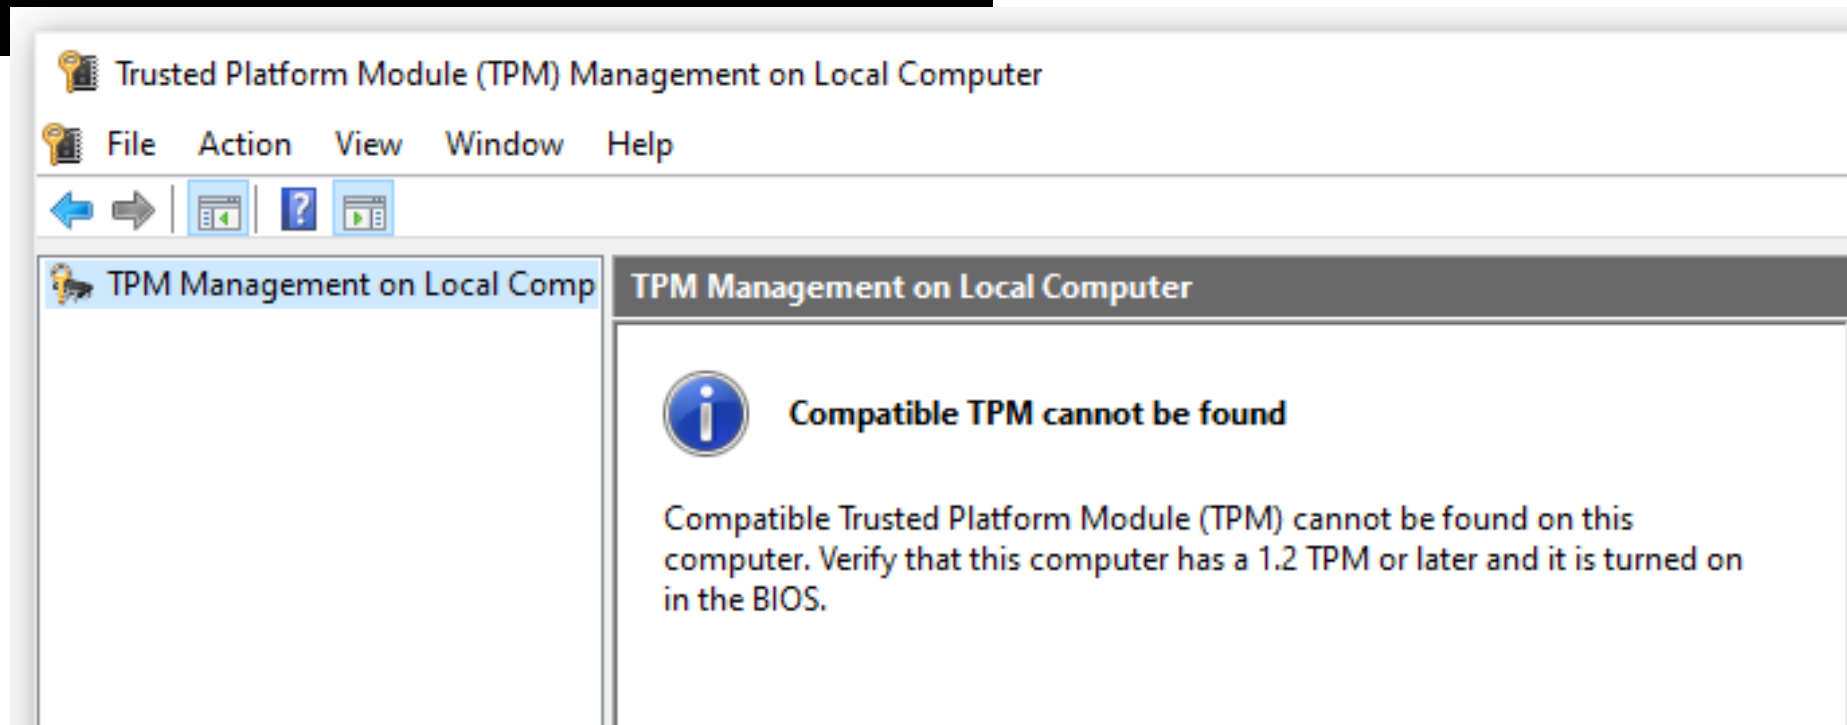 Trusted Platform Module (TPM) Management on Local Computer
File Action View Window Help
TPM Management on Local Comp
TPM Management on Local Computer
Compatible TPM cannot be found
Compatible Trusted Platform Module (TPM) cannot be found on this
computer. Verify that this computer has a 1.2 TPM or later and it is turned on
in the BIOS.